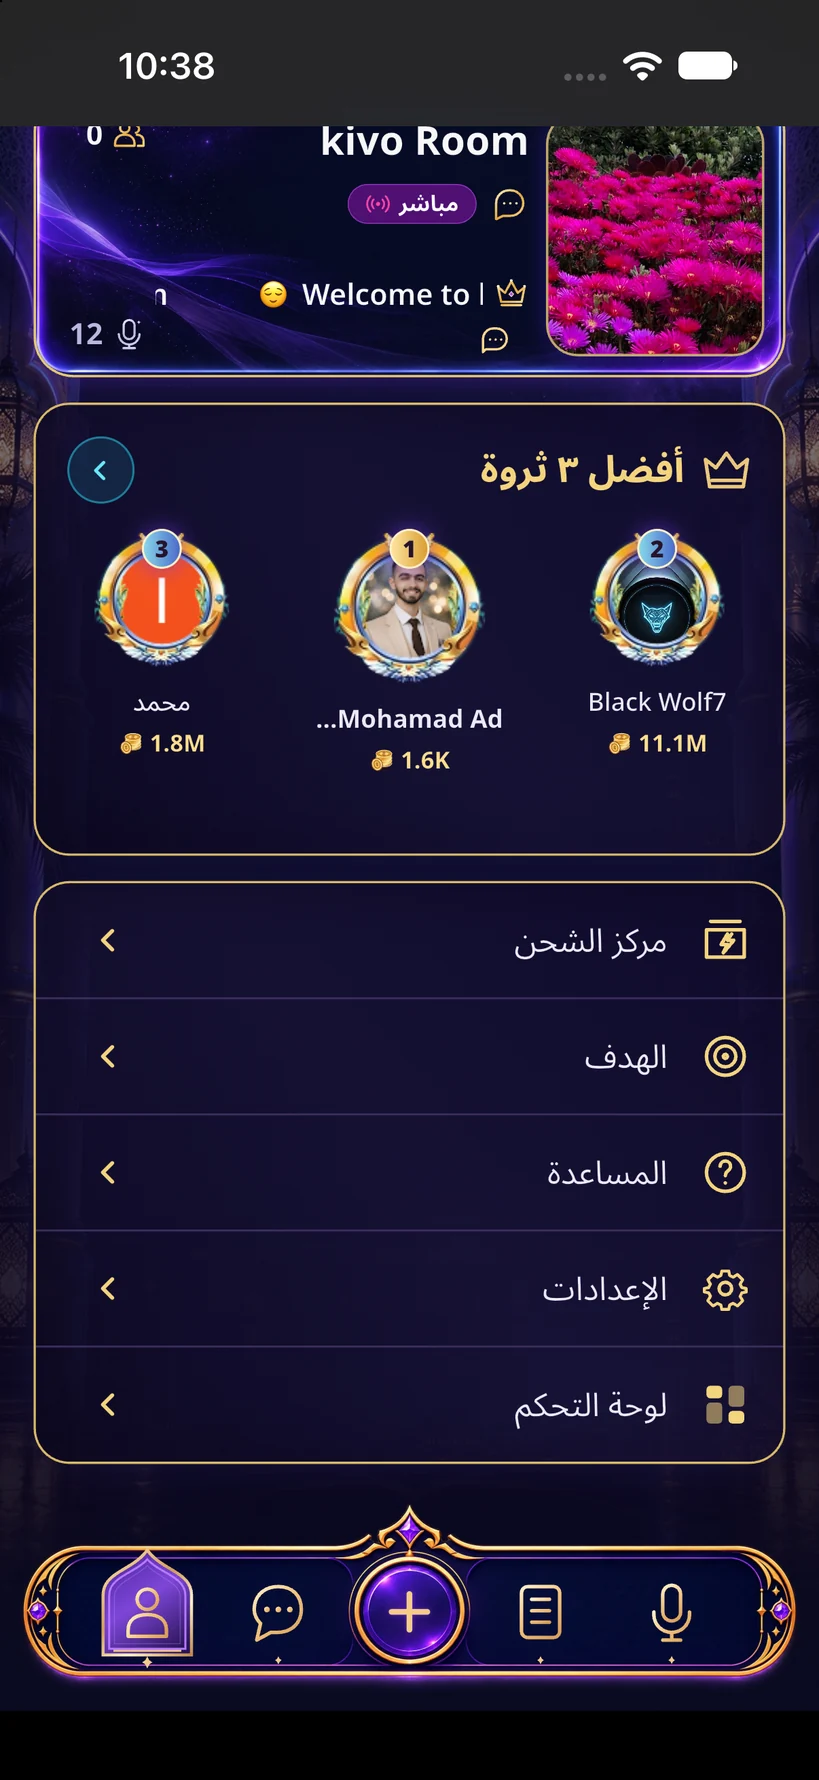 10:38
kivo Room
0
مباشر
Welcome to
12
أفضل ٣ ثروة
2
1
3
Black Wolf7
Mohamad Ad...
محمد
11.1M
1.6K
1.8M
مركز الشحن
الهدف
المساعدة
الإعدادات
لوحة التحكم